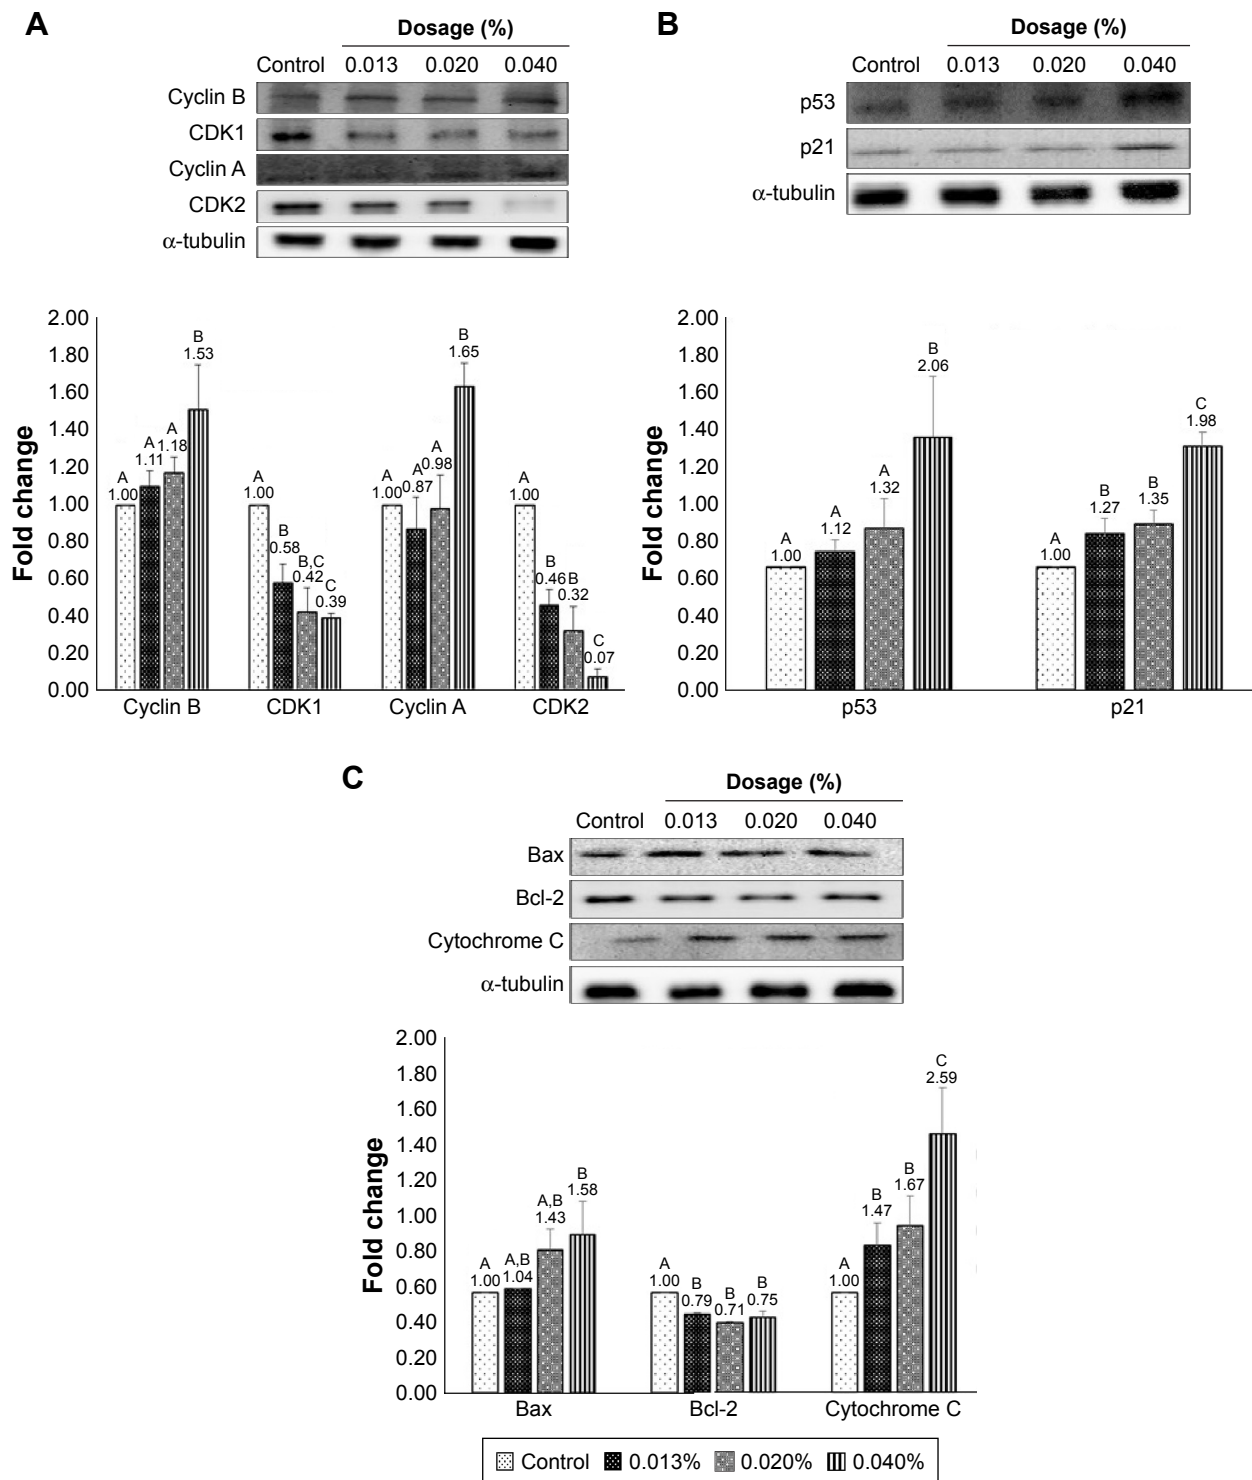 A
Dosage (%)
Control 0.013 0.020 0.040
Cyclin B
CDK1
Cyclin A
CDK2
α-tubulin
Fold change
2.00
1.80
1.60
1.40
1.20
1.00
0.80
0.60
0.40
0.20
0.00
A
1.00
A
1.11
A
1.18
B
1.53
A
1.00
B
0.58
B,C
0.42
C
0.39
A
1.00
A
0.87
A
0.98
B
1.65
A
1.00
B
0.46
B
0.32
C
0.07
Cyclin B CDK1 Cyclin A CDK2
B
Dosage (%)
Control 0.013 0.020 0.040
p53
p21
α-tubulin
Fold change
2.00
1.80
1.60
1.40
1.20
1.00
0.80
0.60
0.40
0.20
0.00
A
1.00
A
1.12
A
1.32
B
2.06
A
1.00
B
1.27
B
1.35
C
1.98
p53 p21
C
Dosage (%)
Control 0.013 0.020 0.040
Bax
Bcl-2
Cytochrome C
α-tubulin
Fold change
2.00
1.80
1.60
1.40
1.20
1.00
0.80
0.60
0.40
0.20
0.00
A
1.00
A,B
1.04
A,B
1.43
B
1.58
A
1.00
B
0.79
B
0.71
B
0.75
A
1.00
B
1.47
B
1.67
C
2.59
Bax Bcl-2 Cytochrome C
Control 0.013% 0.020% 0.040%